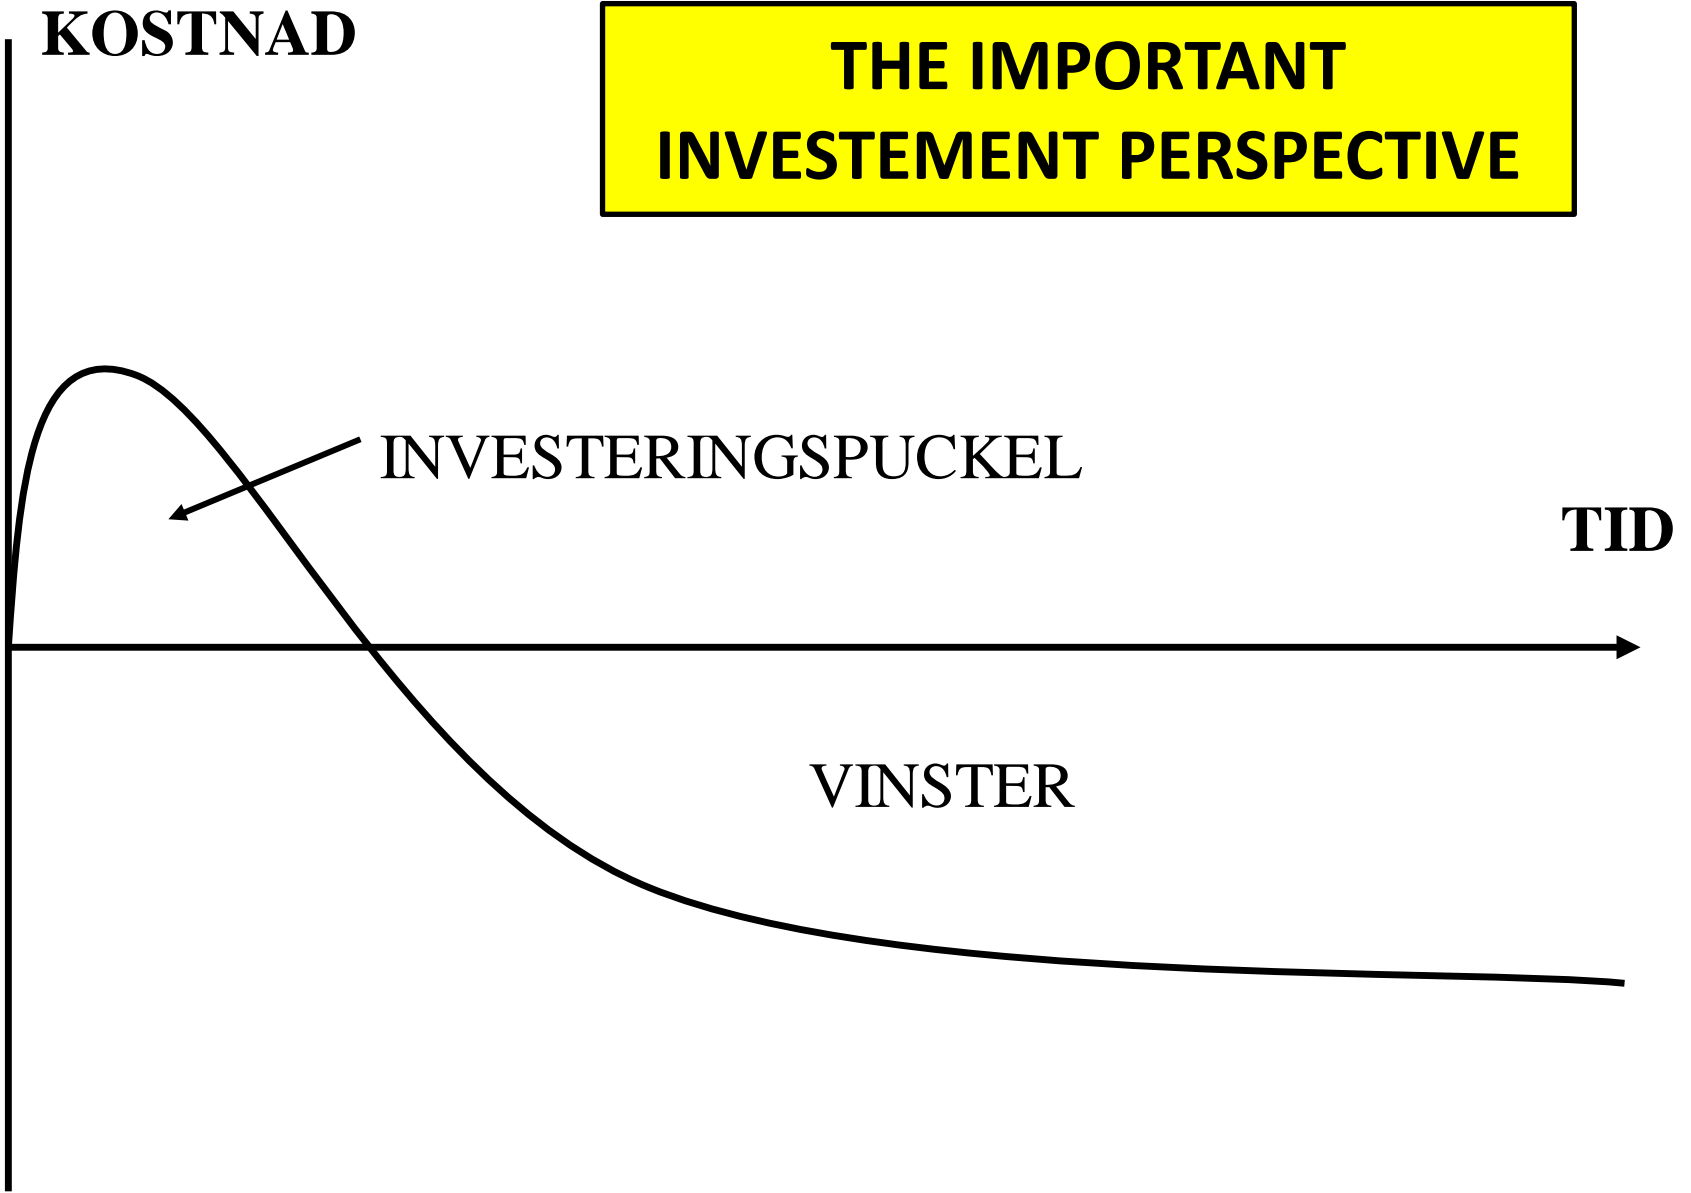 KOSTNAD
THE IMPORTANT
INVESTEMENT PERSPECTIVE
INVESTERINGSPUCKEL
TID
VINSTER